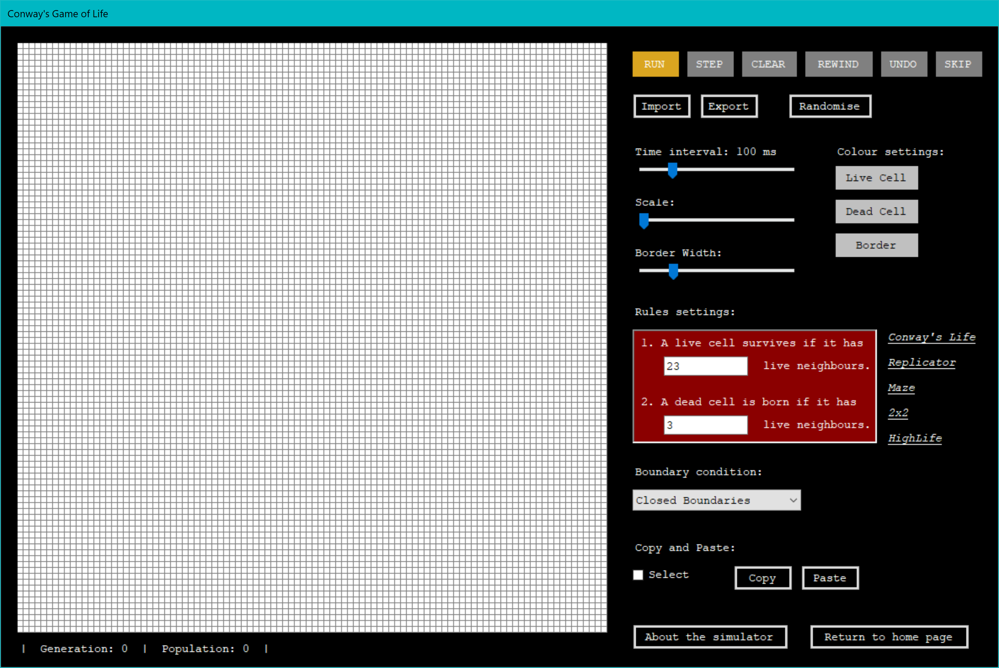 Conway's Game of Life
RUN STEP CLEAR REWIND UNDO SKIP
Import Export Randomise
Time interval: 100 ms
Colour settings:
Live Cell
Scale:
Dead Cell
Border
Border Width:
Rules settings:
1. A live cell survives if it has
23 live neighbours.
2. A dead cell is born if it has
3 live neighbours.
Conway's Life
Replicator
Maze
2x2
HighLife
Boundary condition:
Closed Boundaries
Copy and Paste:
Select Copy Paste
About the simulator Return to home page
| Generation: 0 | Population: 0 |